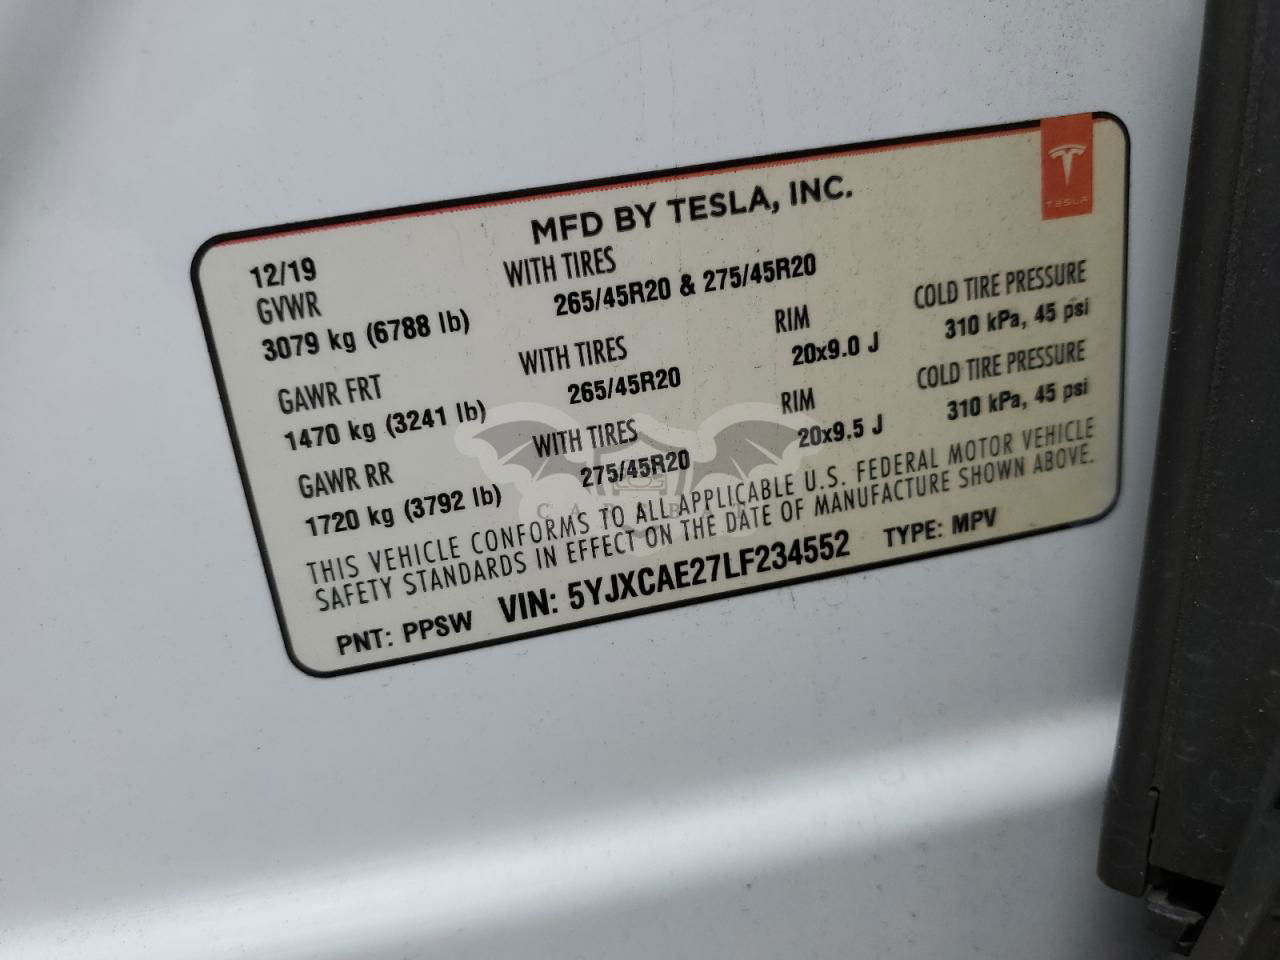 TESLA
MFD BY TESLA, INC.
12/19
GVWR
3079 kg (6788 lb)
WITH TIRES
265/45R20 & 275/45R20
GAWR FRT
1470 kg (3241 lb)
WITH TIRES
265/45R20
RIM
20x9.0 J
COLD TIRE PRESSURE
310 kPa, 45 psi
GAWR RR
1720 kg (3792 lb)
WITH TIRES
275/45R20
RIM
20x9.5 J
COLD TIRE PRESSURE
310 kPa, 45 psi
THIS VEHICLE CONFORMS TO ALL APPLICABLE U.S. FEDERAL MOTOR VEHICLE
SAFETY STANDARDS IN EFFECT ON THE DATE OF MANUFACTURE SHOWN ABOVE.
PNT: PPSW VIN: 5YJXCAE27LF234552 TYPE: MPV